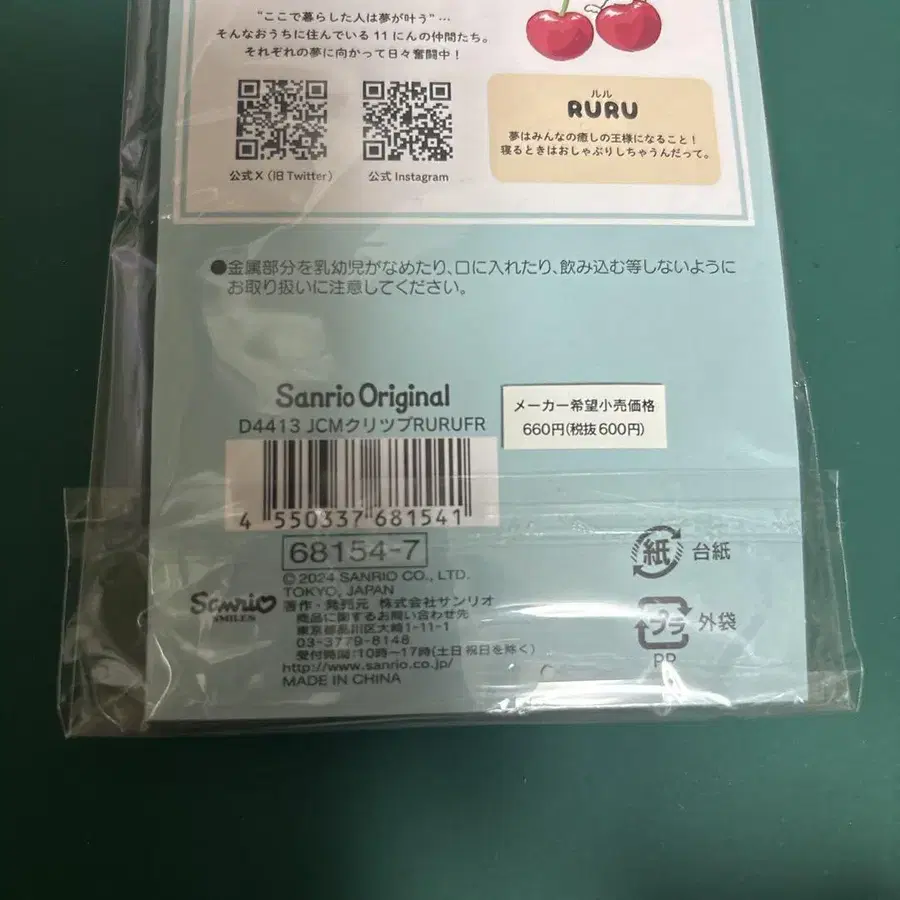 “ここで暮らした人は夢が叶う”…
そんなおうちに住んでいる 11 にんの仲間たち。
それぞれの夢に向かって日々奮闘中！
公式 X（旧 Twitter）
公式 Instagram
ルル
RURU
夢はみんなの癒しの王様になること！
寝るときはおしゃぶりしちゃうんだって。
●金属部分を乳幼児がなめたり、口に入れたり、飲み込む等しないように
お取り扱いに注意してください。
Sanrio Original
D4413 JCMクリツプRURUFR
メーカー希望小売価格
660円(税抜600円)
4 550337 681541
68154-7
© 2024 SANRIO CO., LTD.
TOKYO, JAPAN
Sanrio
SMILES
著作・発売元 株式会社サンリオ
商品に関するお問い合わせ先
東京都品川区大崎1-11-1
03-3779-8148
受付時間：10時〜17時(土日祝日を除く)
http://www.sanrio.co.jp/
MADE IN CHINA
紙 台紙
プラ 外袋
PP